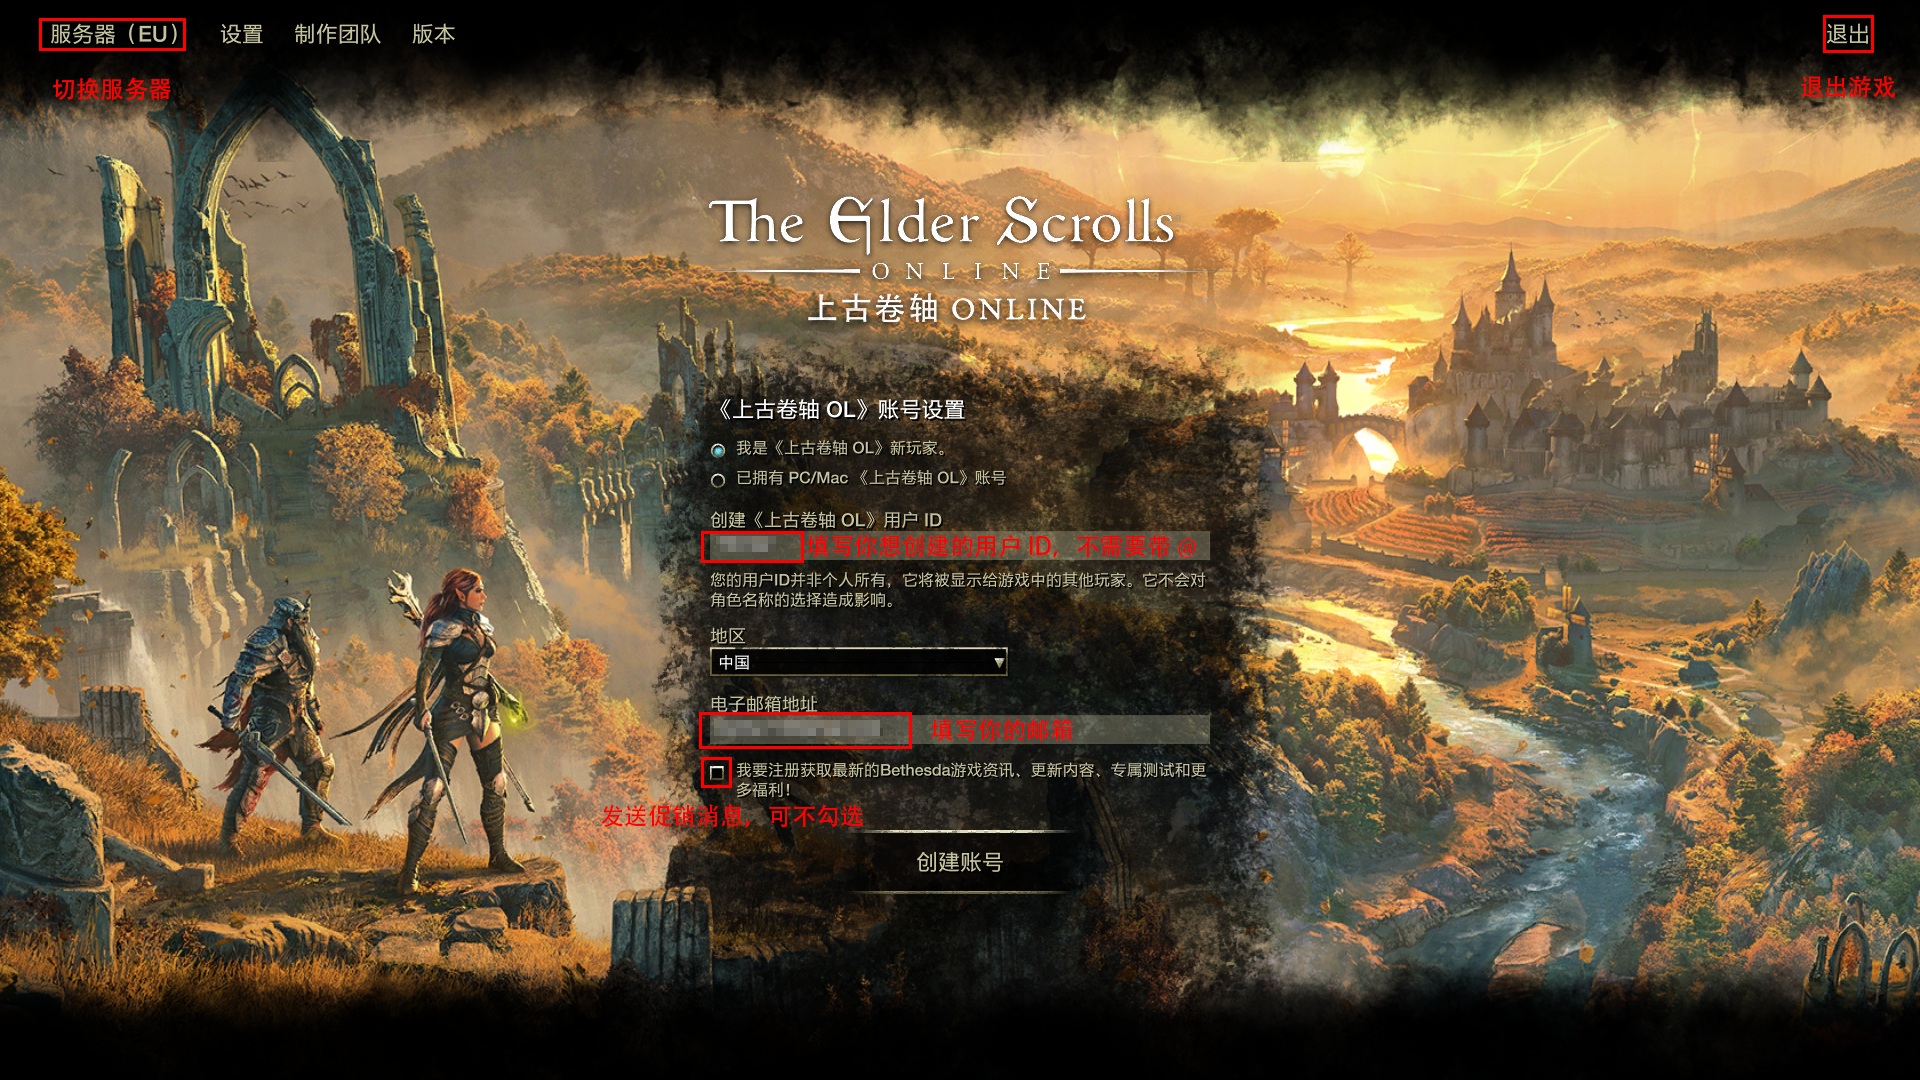 服务器（EU）
设置
制作团队
版本
退出
切换服务器
退出游戏
The Elder Scrolls
ONLINE
上古卷轴 ONLINE
《上古卷轴 OL》账号设置
我是《上古卷轴 OL》新玩家。
已拥有 PC/Mac 《上古卷轴 OL》账号
创建《上古卷轴 OL》用户 ID
填写你想创建的用户 ID，不需要带 @
您的用户ID并非个人所有，它将被显示给游戏中的其他玩家。它不会对
角色名称的选择造成影响。
地区
中国
电子邮箱地址
填写你的邮箱
我要注册获取最新的Bethesda游戏资讯、更新内容、专属测试和更
多福利！
发送促销消息，可不勾选
创建账号